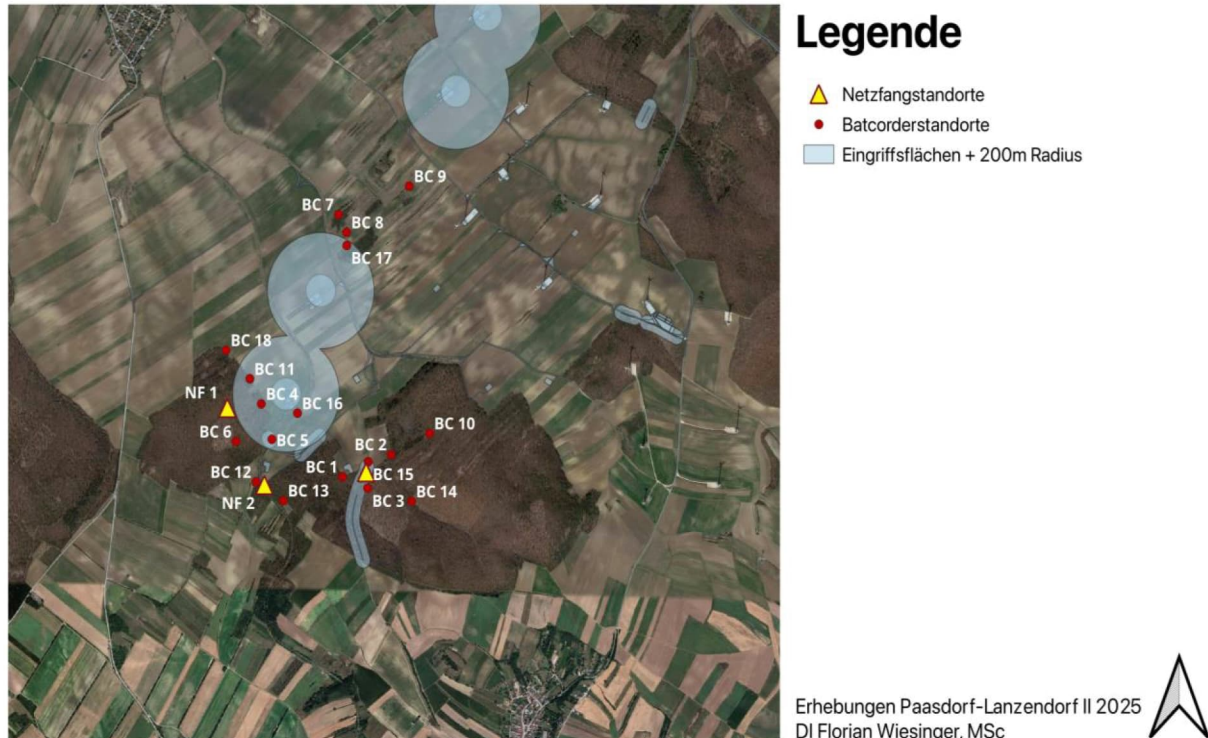 Legende
Netzfangstandorte
Batcorderstandorte
Eingriffsflächen + 200m Radius
BC 9
BC 7
BC 8
BC 17
BC 18
BC 11
NF 1
BC 4
BC 16
BC 6
BC 5
BC 10
BC 2
BC 12
BC 1
BC 15
NF 2
BC 13
BC 3
BC 14
Erhebungen Paasdorf-Lanzendorf II 2025
DI Florian Wiesinger, MSc